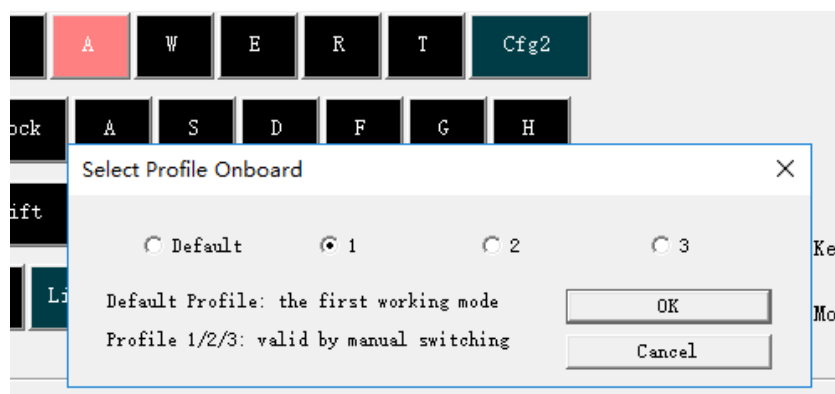 A W E R T Cfg2
ock A S D F G H
Select Profile Onboard
ift
Default 1 2 3
Ke
Li
Default Profile: the first working mode
OK
Mo
Profile 1/2/3: valid by manual switching
Cancel